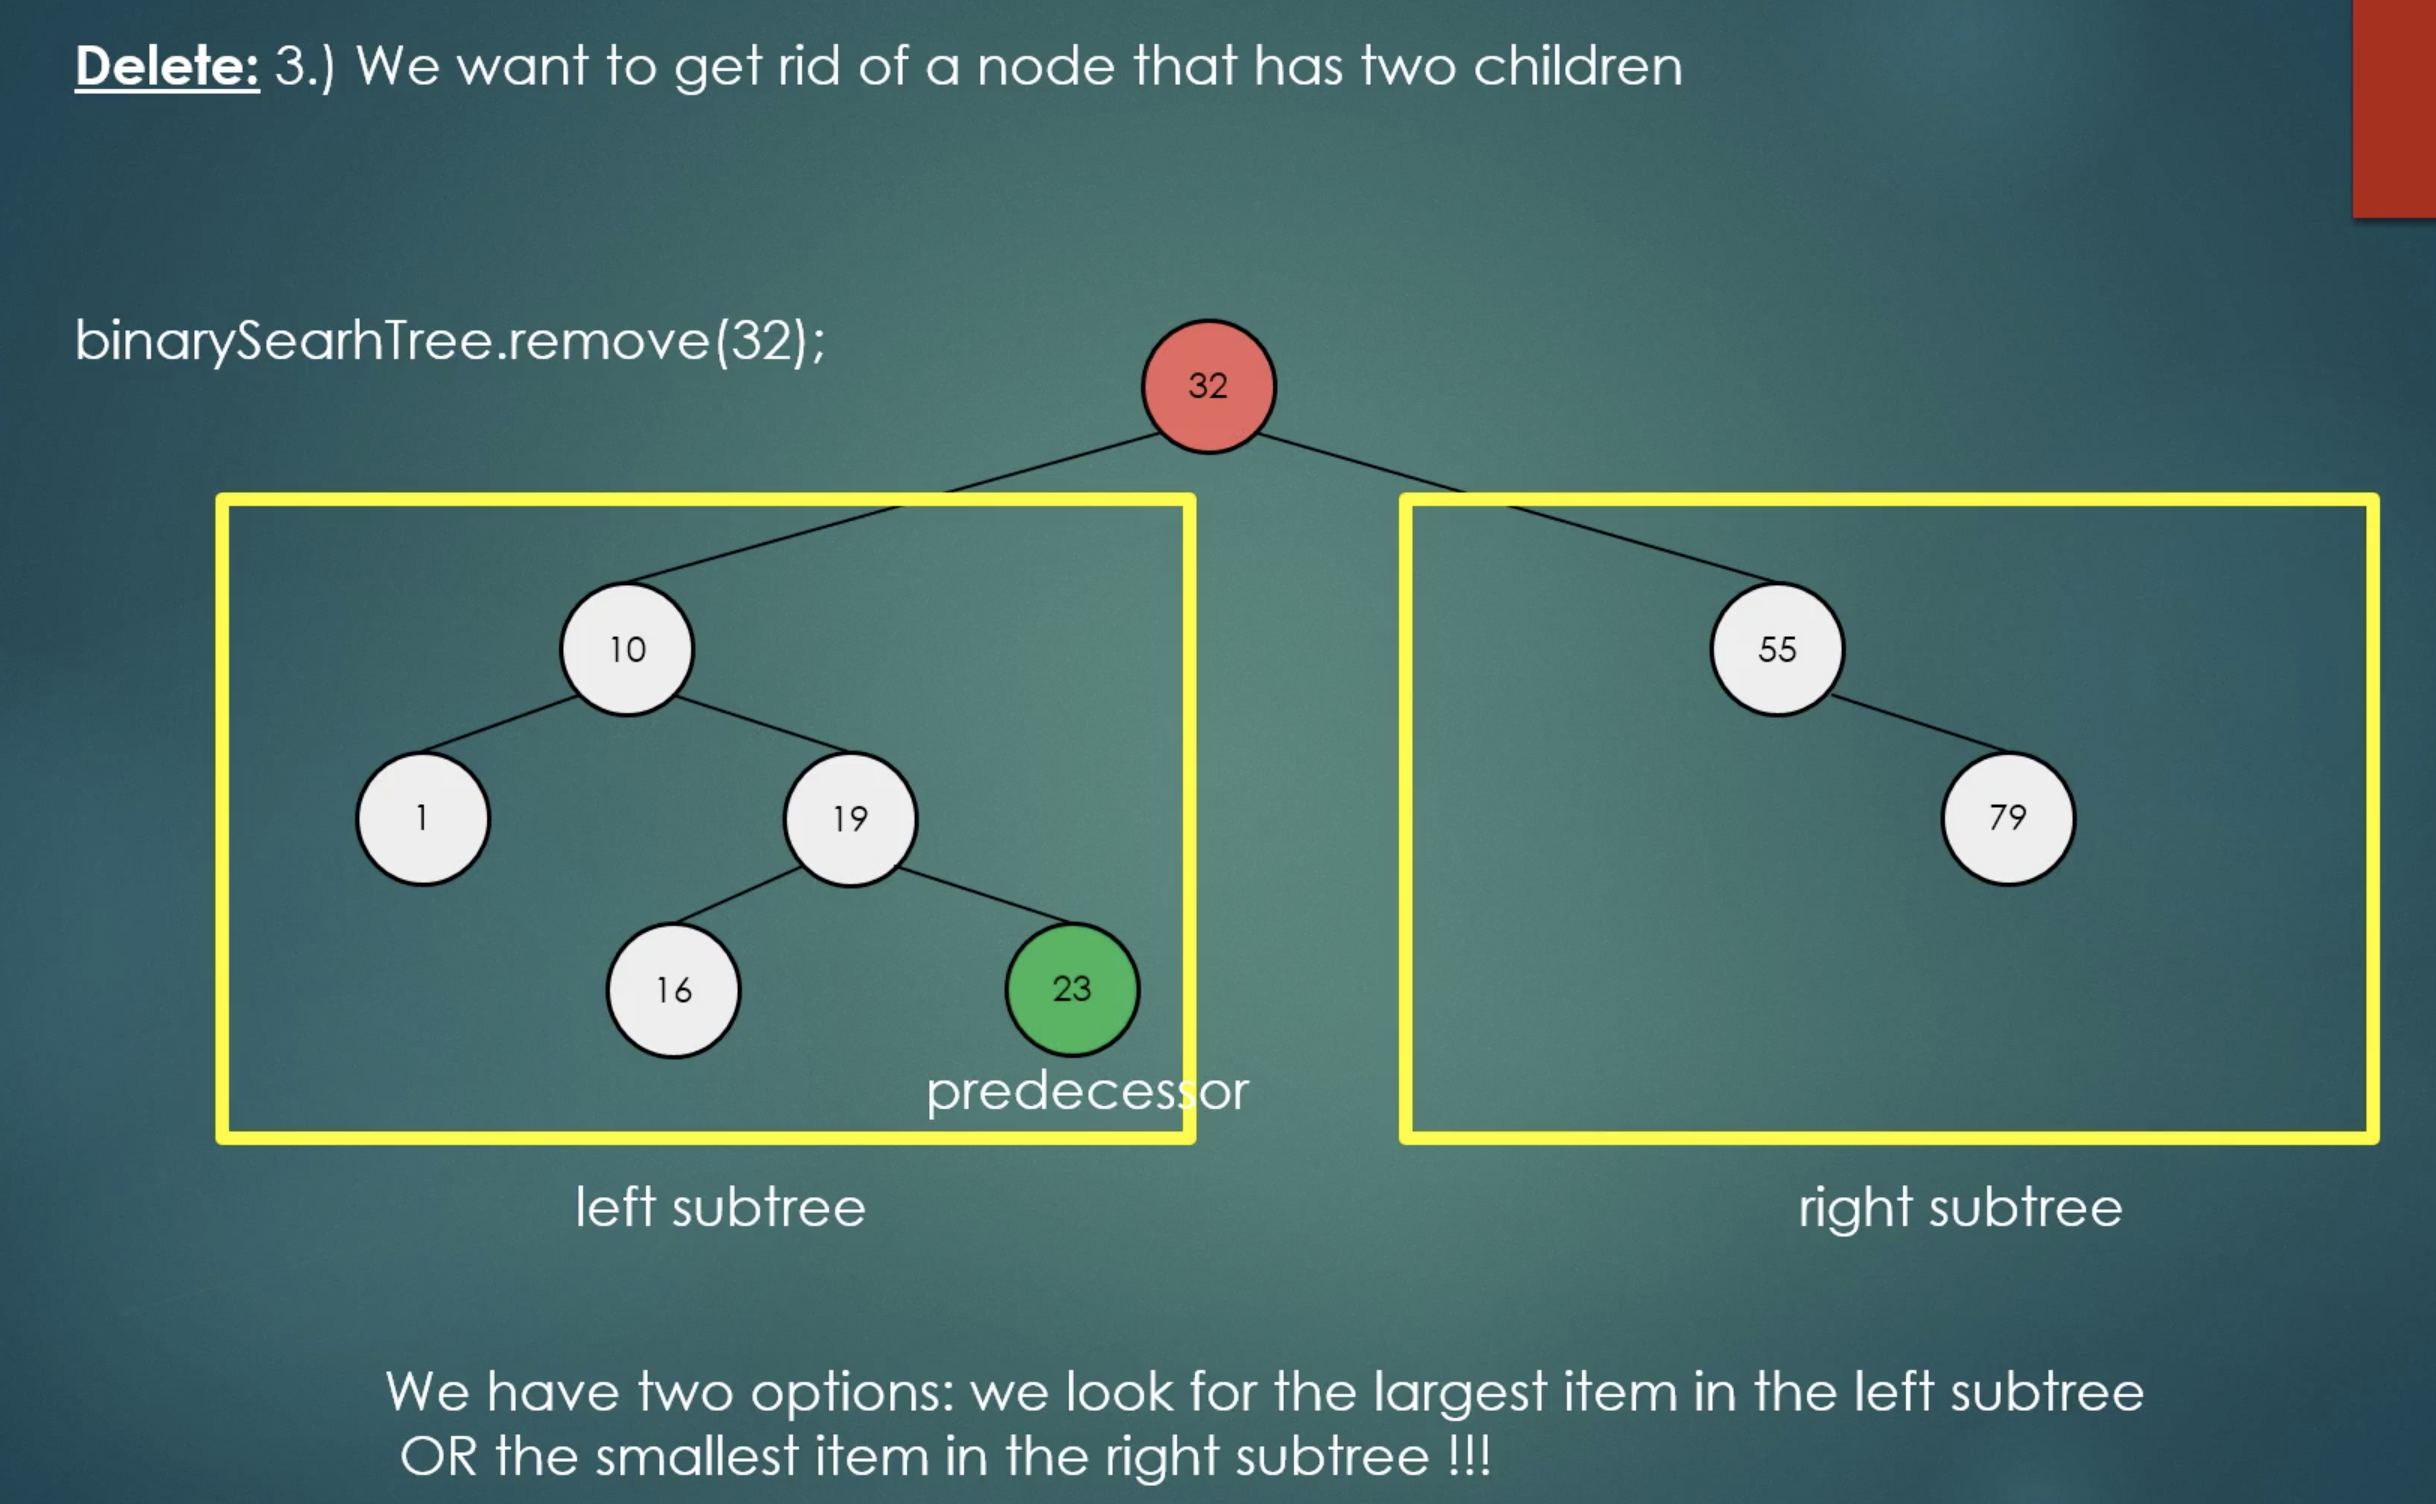 Delete: 3.) We want to get rid of a node that has two children
binarySearhTree.remove(32);
32
10
55
1
19
79
16
23
predecessor
left subtree
right subtree
We have two options: we look for the largest item in the left subtree
OR the smallest item in the right subtree !!!